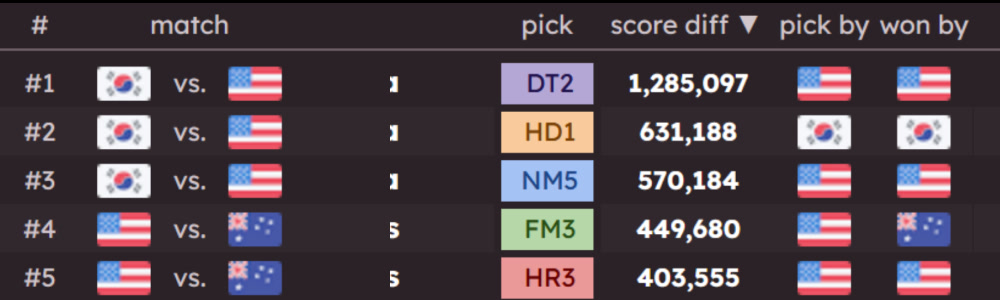 # match pick score diff ▼ pick by won by
#1 vs. DT2 1,285,097
#2 vs. HD1 631,188
#3 vs. NM5 570,184
#4 vs. s FM3 449,680
#5 vs. s HR3 403,555